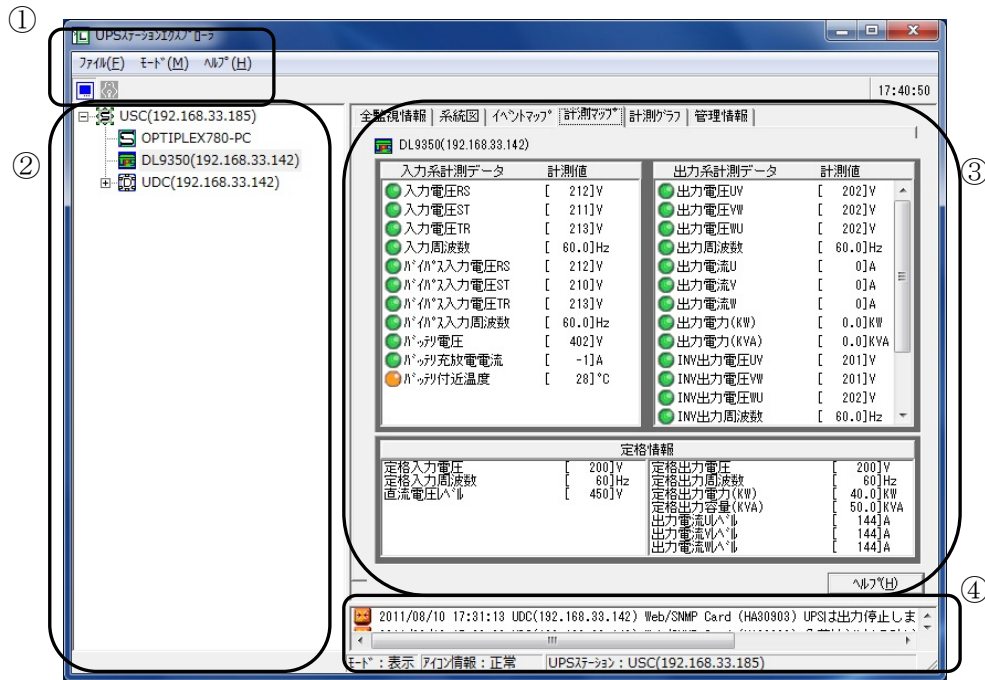 ①
UPSｽﾃｰｼｮﾝｴｸｽﾌﾟﾛｰﾗ
ﾌｧｲﾙ(F) ﾓｰﾄﾞ(M) ﾍﾙﾌﾟ(H)
17:40:50
②
USC(192.168.33.185)
OPTIPLEX780-PC
DL9350(192.168.33.142)
UDC(192.168.33.142)
③
全監視情報 系統図 ｲﾍﾞﾝﾄﾏｯﾌﾟ 計測ﾏｯﾌﾟ 計測ｸﾞﾗﾌ 管理情報
DL9350(192.168.33.142)
入力系計測データ 計測値
入力電圧RS [ 212]V
入力電圧ST [ 211]V
入力電圧TR [ 213]V
入力周波数 [ 60.0]Hz
ﾊﾞｲﾊﾟｽ入力電圧RS [ 212]V
ﾊﾞｲﾊﾟｽ入力電圧ST [ 210]V
ﾊﾞｲﾊﾟｽ入力電圧TR [ 213]V
ﾊﾞｲﾊﾟｽ入力周波数 [ 60.0]Hz
ﾊﾞｯﾃﾘ電圧 [ 402]V
ﾊﾞｯﾃﾘ充放電電流 [ -1]A
ﾊﾞｯﾃﾘ付近温度 [ 28]°C
出力系計測データ 計測値
出力電圧UV [ 202]V
出力電圧VW [ 202]V
出力電圧WU [ 202]V
出力周波数 [ 60.0]Hz
出力電流U [ 0]A
出力電流V [ 0]A
出力電流W [ 0]A
出力電力(KW) [ 0.0]KW
出力電力(KVA) [ 0.0]KVA
INV出力電圧UV [ 201]V
INV出力電圧VW [ 201]V
INV出力電圧WU [ 202]V
INV出力周波数 [ 60.0]Hz
定格情報
定格入力電圧 [ 200]V
定格入力周波数 [ 60]Hz
直流電圧ﾚﾍﾞﾙ [ 450]V
定格出力電圧 [ 200]V
定格出力周波数 [ 60]Hz
定格出力電力(KW) [ 40.0]KW
定格出力容量(KVA) [ 50.0]KVA
出力電流Uﾚﾍﾞﾙ [ 144]A
出力電流Vﾚﾍﾞﾙ [ 144]A
出力電流Wﾚﾍﾞﾙ [ 144]A
ﾍﾙﾌﾟ(H)
④
2011/08/10 17:31:13 UDC(192.168.33.142) Web/SNMP Card (HA30903) UPSは出力停止しま
ﾓｰﾄﾞ：表示 ｱｲｺﾝ情報：正常 UPSｽﾃｰｼｮﾝ：USC(192.168.33.185)